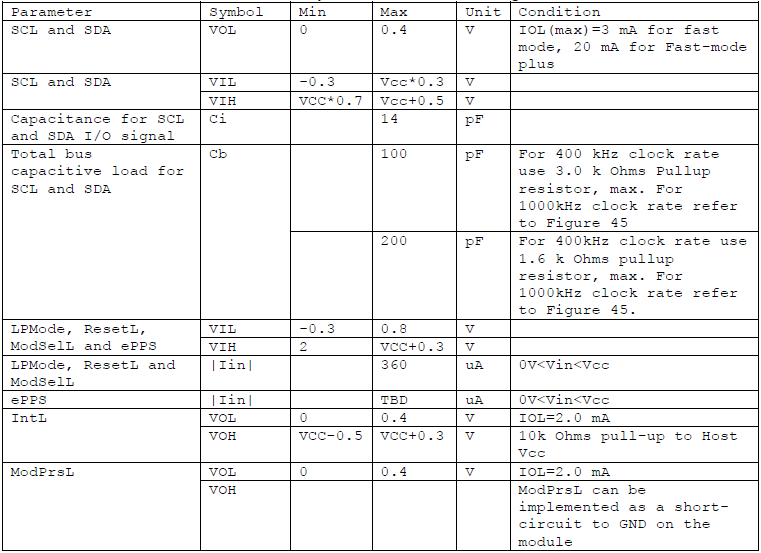 Parameter Symbol Min Max Unit Condition
SCL and SDA VOL 0 0.4 V IOL(max)=3 mA for fast
mode, 20 mA for Fast-mode
plus
SCL and SDA VIL -0.3 Vcc*0.3 V
VIH VCC*0.7 Vcc+0.5 V
Capacitance for SCL Ci 14 pF
and SDA I/O signal
Total bus Cb 100 pF For 400 kHz clock rate
capacitive load for use 3.0 k Ohms Pullup
SCL and SDA resistor, max. For
1000kHz clock rate refer
to Figure 45
200 pF For 400kHz clock rate use
1.6 k Ohms pullup
resistor, max. For
1000kHz clock rate refer
to Figure 45.
LPMode, ResetL, VIL -0.3 0.8 V
ModSelL and ePPS VIH 2 VCC+0.3 V
LPMode, ResetL and |Iin| 360 uA 0V<Vin<Vcc
ModSelL
ePPS |Iin| TBD uA 0V<Vin<Vcc
IntL VOL 0 0.4 V IOL=2.0 mA
VOH VCC-0.5 VCC+0.3 V 10k Ohms pull-up to Host
Vcc
ModPrsL VOL 0 0.4 V IOL=2.0 mA
VOH ModPrsL can be
implemented as a short-
circuit to GND on the
module